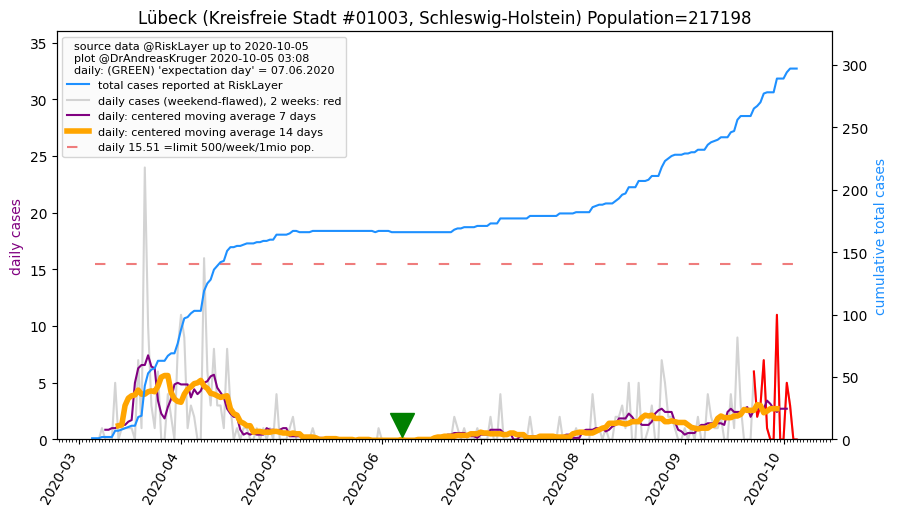 Lübeck (Kreisfreie Stadt #01003, Schleswig-Holstein) Population=217198
source data @RiskLayer up to 2020-10-05
plot @DrAndreasKruger 2020-10-05 03:08
daily: (GREEN) 'expectation day' = 07.06.2020
total cases reported at RiskLayer
daily cases (weekend-flawed), 2 weeks: red
daily: centered moving average 7 days
daily: centered moving average 14 days
daily 15.51 =limit 500/week/1mio pop.
daily cases
35
30
25
20
15
10
5
0
cumulative total cases
300
250
200
150
100
50
0
2020-03
2020-04
2020-05
2020-06
2020-07
2020-08
2020-09
2020-10